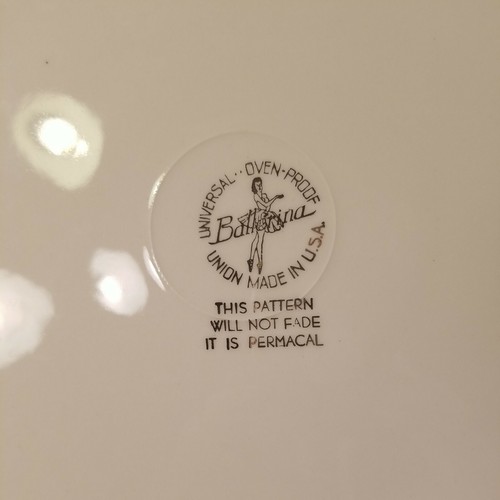 UNIVERSAL·· OVEN-PROOF
Ballerina
UNION MADE IN U.S.A.
THIS PATTERN
WILL NOT FADE
IT IS PERMACAL